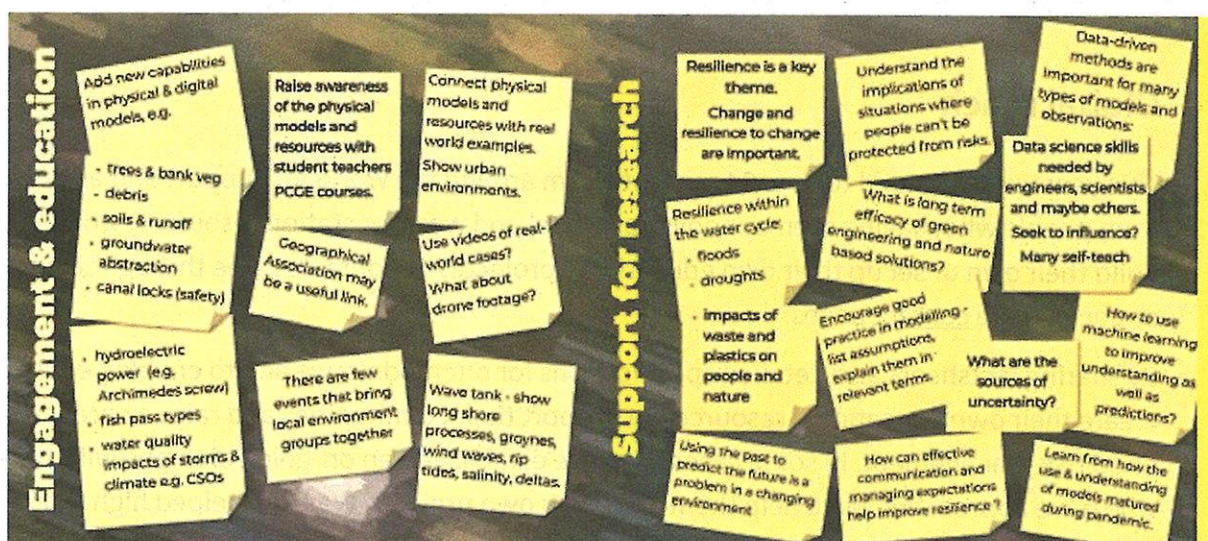 Engagement & education
Add new capabilities
in physical & digital
models, e.g.
- trees & bank veg
- debris
- soils & runoff
- groundwater
abstraction
- canal locks (safety)
- hydroelectric
power (e.g.
Archimedes screw)
- fish pass types
- water quality
impacts of storms &
climate e.g. CSOs
Raise awareness
of the physical
models and
resources with
student teachers
PCGE courses.
Geographical
Association may
be a useful link.
There are few
events that bring
local environment
groups together
Connect physical
models and
resources with real
world examples.
Show urban
environments.
Use videos of real-
world cases?
What about
drone footage?
Wave tank - show
long shore
processes, groynes,
wind waves, rip
tides, salinity, deltas.
Support for research
Resilience is a key
theme.
Change and
resilience to change
are important.
Resilience within
the water cycle:
- floods
- droughts
- impacts of
waste and
plastics on
people and
nature
Using the past to
predict the future is a
problem in a changing
environment
Understand the
implications of
situations where
people can't be
protected from risks.
What is long term
efficacy of green
engineering and nature
based solutions?
Encourage good
practice in modelling -
list assumptions,
explain them in
relevant terms.
What are the
sources of
uncertainty?
How can effective
communication and
managing expectations
help improve resilience ?
Data-driven
methods are
important for many
types of models and
observations:
Data science skills
needed by
engineers, scientists
and maybe others.
Seek to influence?
Many self-teach
How to use
machine learning
to improve
understanding as
well as
predictions?
Learn from how the
use & understanding
of models matured
during pandemic.